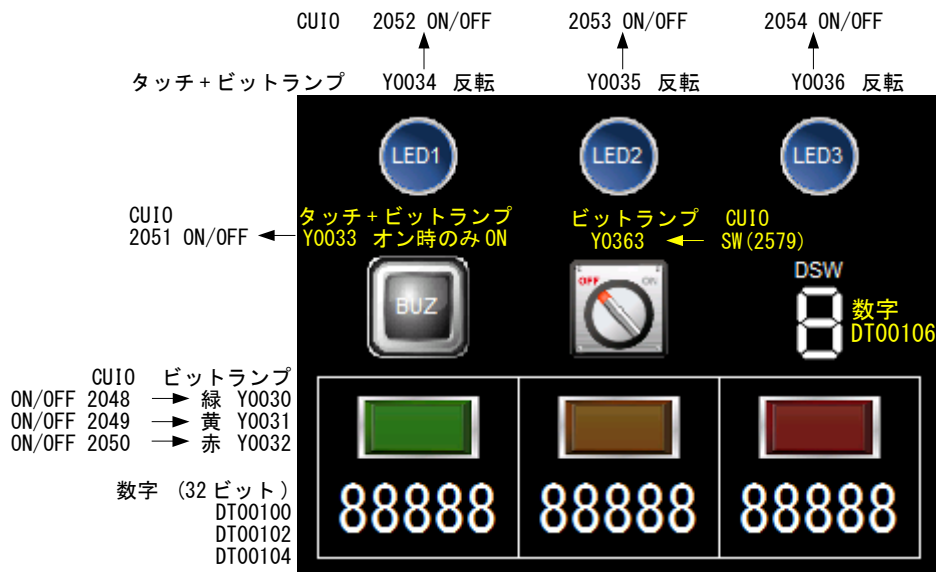 CUIO 2052 ON/OFF 2053 ON/OFF 2054 ON/OFF
タッチ+ビットランプ Y0034 反転 Y0035 反転 Y0036 反転
LED1 LED2 LED3
CUIO
2051 ON/OFF
タッチ+ビットランプ
Y0033 オン時のみON
ビットランプ
Y0363
CUIO
SW(2579)
BUZ
OFF ON
DSW
8
数字
DT00106
CUIO ビットランプ
ON/OFF 2048 緑 Y0030
ON/OFF 2049 黄 Y0031
ON/OFF 2050 赤 Y0032
数字 (32ビット)
DT00100
DT00102
DT00104
88888 88888 88888